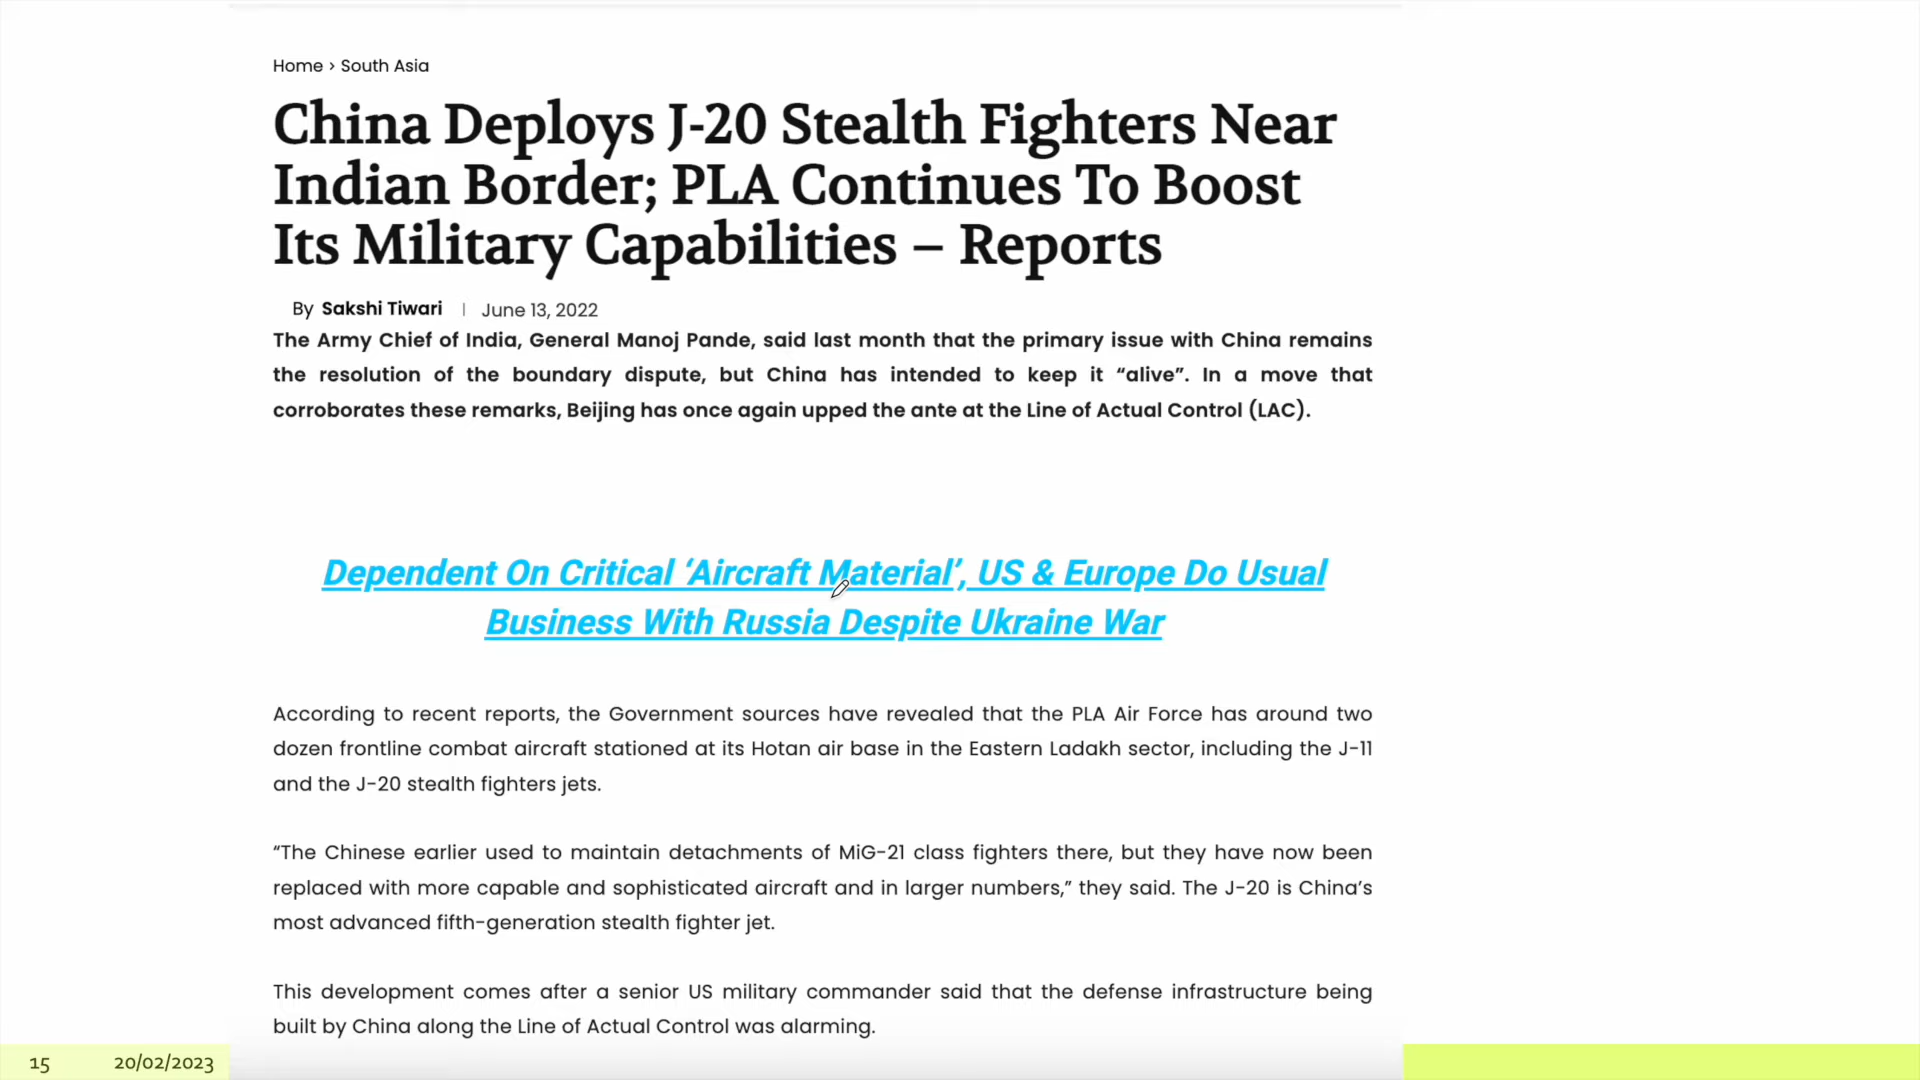 Home › South Asia
China Deploys J-20 Stealth Fighters Near
Indian Border; PLA Continues To Boost
Its Military Capabilities – Reports
By Sakshi Tiwari | June 13, 2022
The Army Chief of India, General Manoj Pande, said last month that the primary issue with China remains
the resolution of the boundary dispute, but China has intended to keep it “alive”. In a move that
corroborates these remarks, Beijing has once again upped the ante at the Line of Actual Control (LAC).
Dependent On Critical ‘Aircraft Material’, US & Europe Do Usual
Business With Russia Despite Ukraine War
According to recent reports, the Government sources have revealed that the PLA Air Force has around two
dozen frontline combat aircraft stationed at its Hotan air base in the Eastern Ladakh sector, including the J-11
and the J-20 stealth fighters jets.
“The Chinese earlier used to maintain detachments of MiG-21 class fighters there, but they have now been
replaced with more capable and sophisticated aircraft and in larger numbers,” they said. The J-20 is China’s
most advanced fifth-generation stealth fighter jet.
This development comes after a senior US military commander said that the defense infrastructure being
built by China along the Line of Actual Control was alarming.
15 20/02/2023